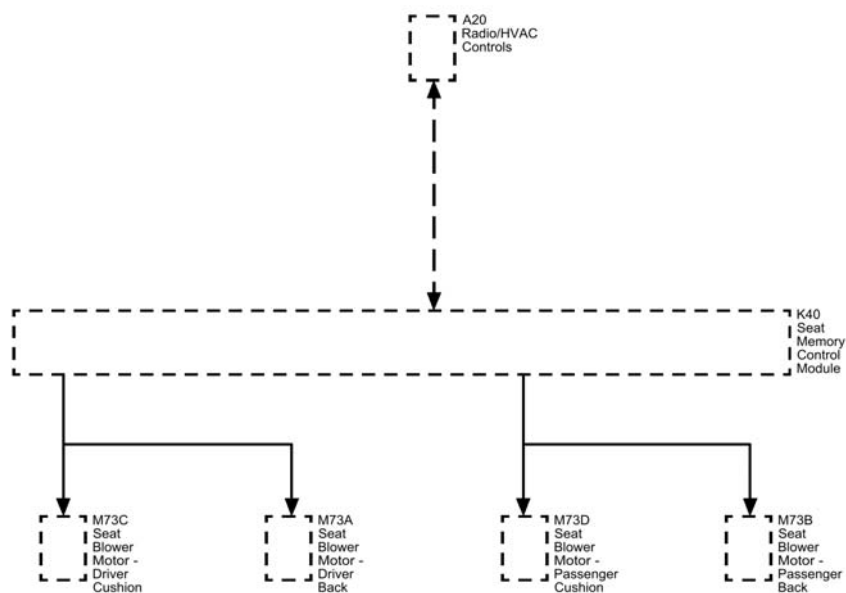 A20
Radio/HVAC
Controls
K40
Seat
Memory
Control
Module
M73C
Seat
Blower
Motor -
Driver
Cushion
M73A
Seat
Blower
Motor -
Driver
Back
M73D
Seat
Blower
Motor -
Passenger
Cushion
M73B
Seat
Blower
Motor -
Passenger
Back